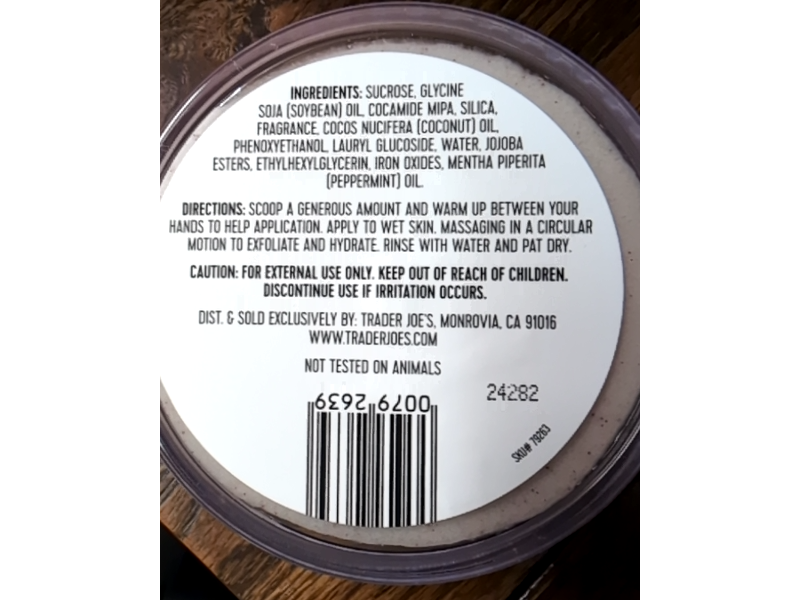 INGREDIENTS: SUCROSE, GLYCINE
SOJA (SOYBEAN) OIL, COCAMIDE MIPA, SILICA,
FRAGRANCE, COCOS NUCIFERA (COCONUT) OIL,
PHENOXYETHANOL, LAURYL GLUCOSIDE, WATER, JOJOBA
ESTERS, ETHYLHEXYLGLYCERIN, IRON OXIDES, MENTHA PIPERITA
(PEPPERMINT) OIL.
DIRECTIONS: SCOOP A GENEROUS AMOUNT AND WARM UP BETWEEN YOUR
HANDS TO HELP APPLICATION. APPLY TO WET SKIN. MASSAGING IN A CIRCULAR
MOTION TO EXFOLIATE AND HYDRATE. RINSE WITH WATER AND PAT DRY.
CAUTION: FOR EXTERNAL USE ONLY. KEEP OUT OF REACH OF CHILDREN.
DISCONTINUE USE IF IRRITATION OCCURS.
DIST. & SOLD EXCLUSIVELY BY: TRADER JOE'S, MONROVIA, CA 91016
WWW.TRADERJOES.COM
NOT TESTED ON ANIMALS
24282
0079 2639
SKU# 79263